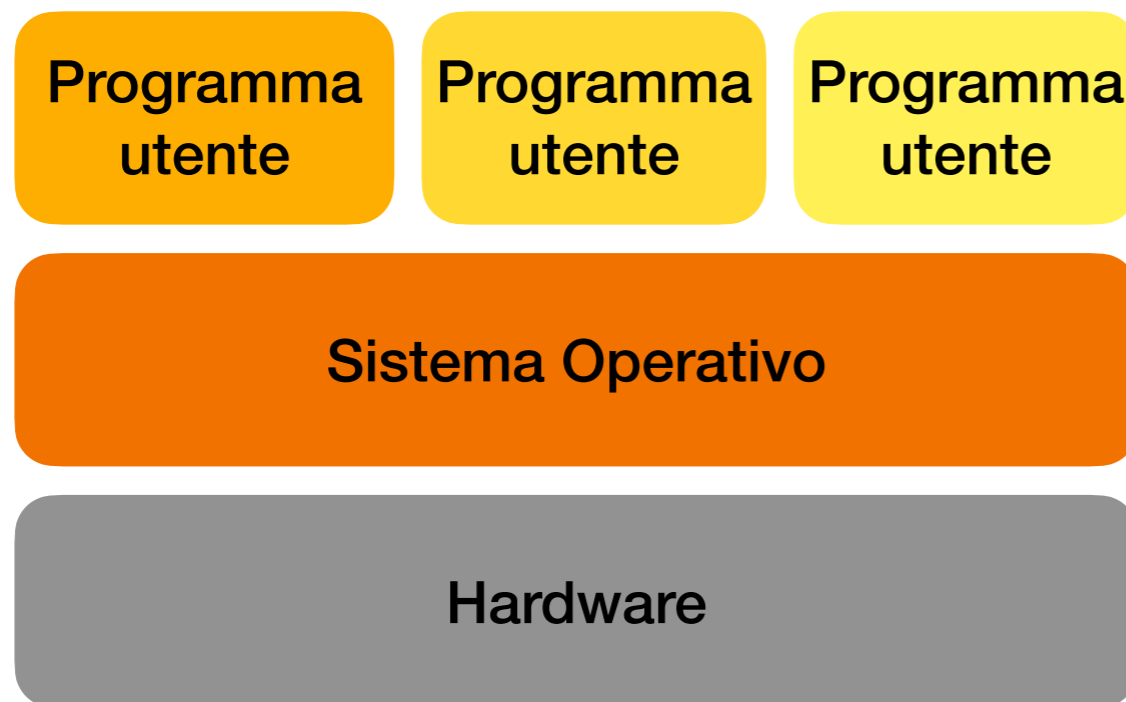 Programma
utente
Programma
utente
Programma
utente
Sistema Operativo
Hardware